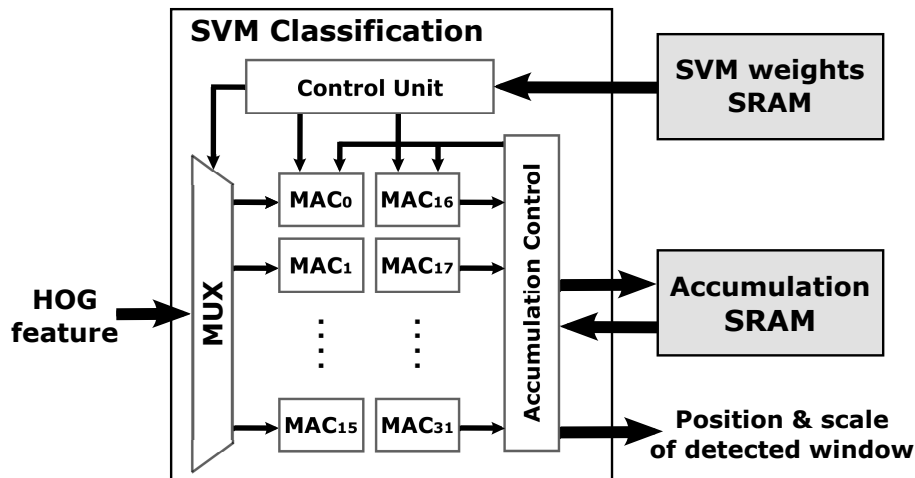 SVM Classification
Control Unit
SVM weights
SRAM
MUX
MAC0
MAC16
MAC1
MAC17
MAC15
MAC31
Accumulation Control
HOG
feature
Accumulation
SRAM
Position & scale
of detected window